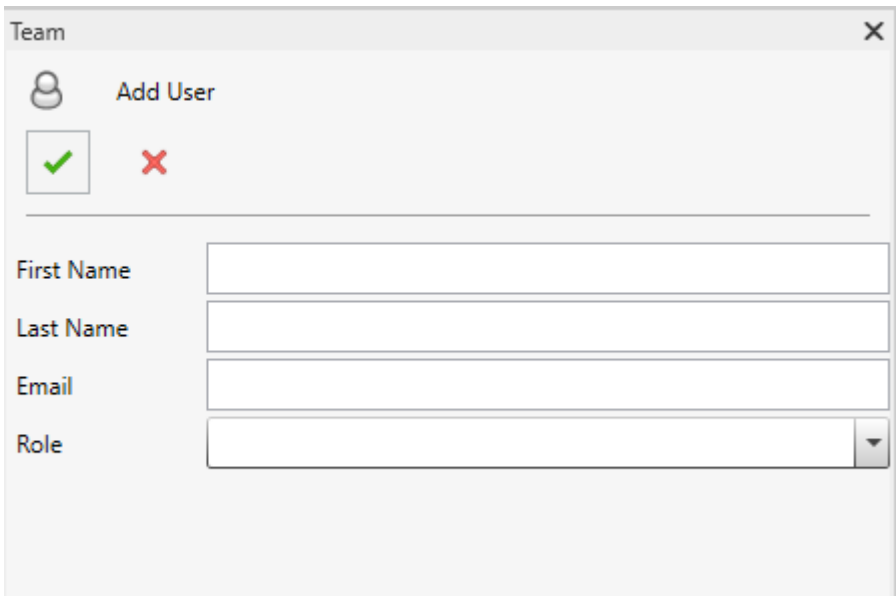 Team
Add User
First Name
Last Name
Email
Role